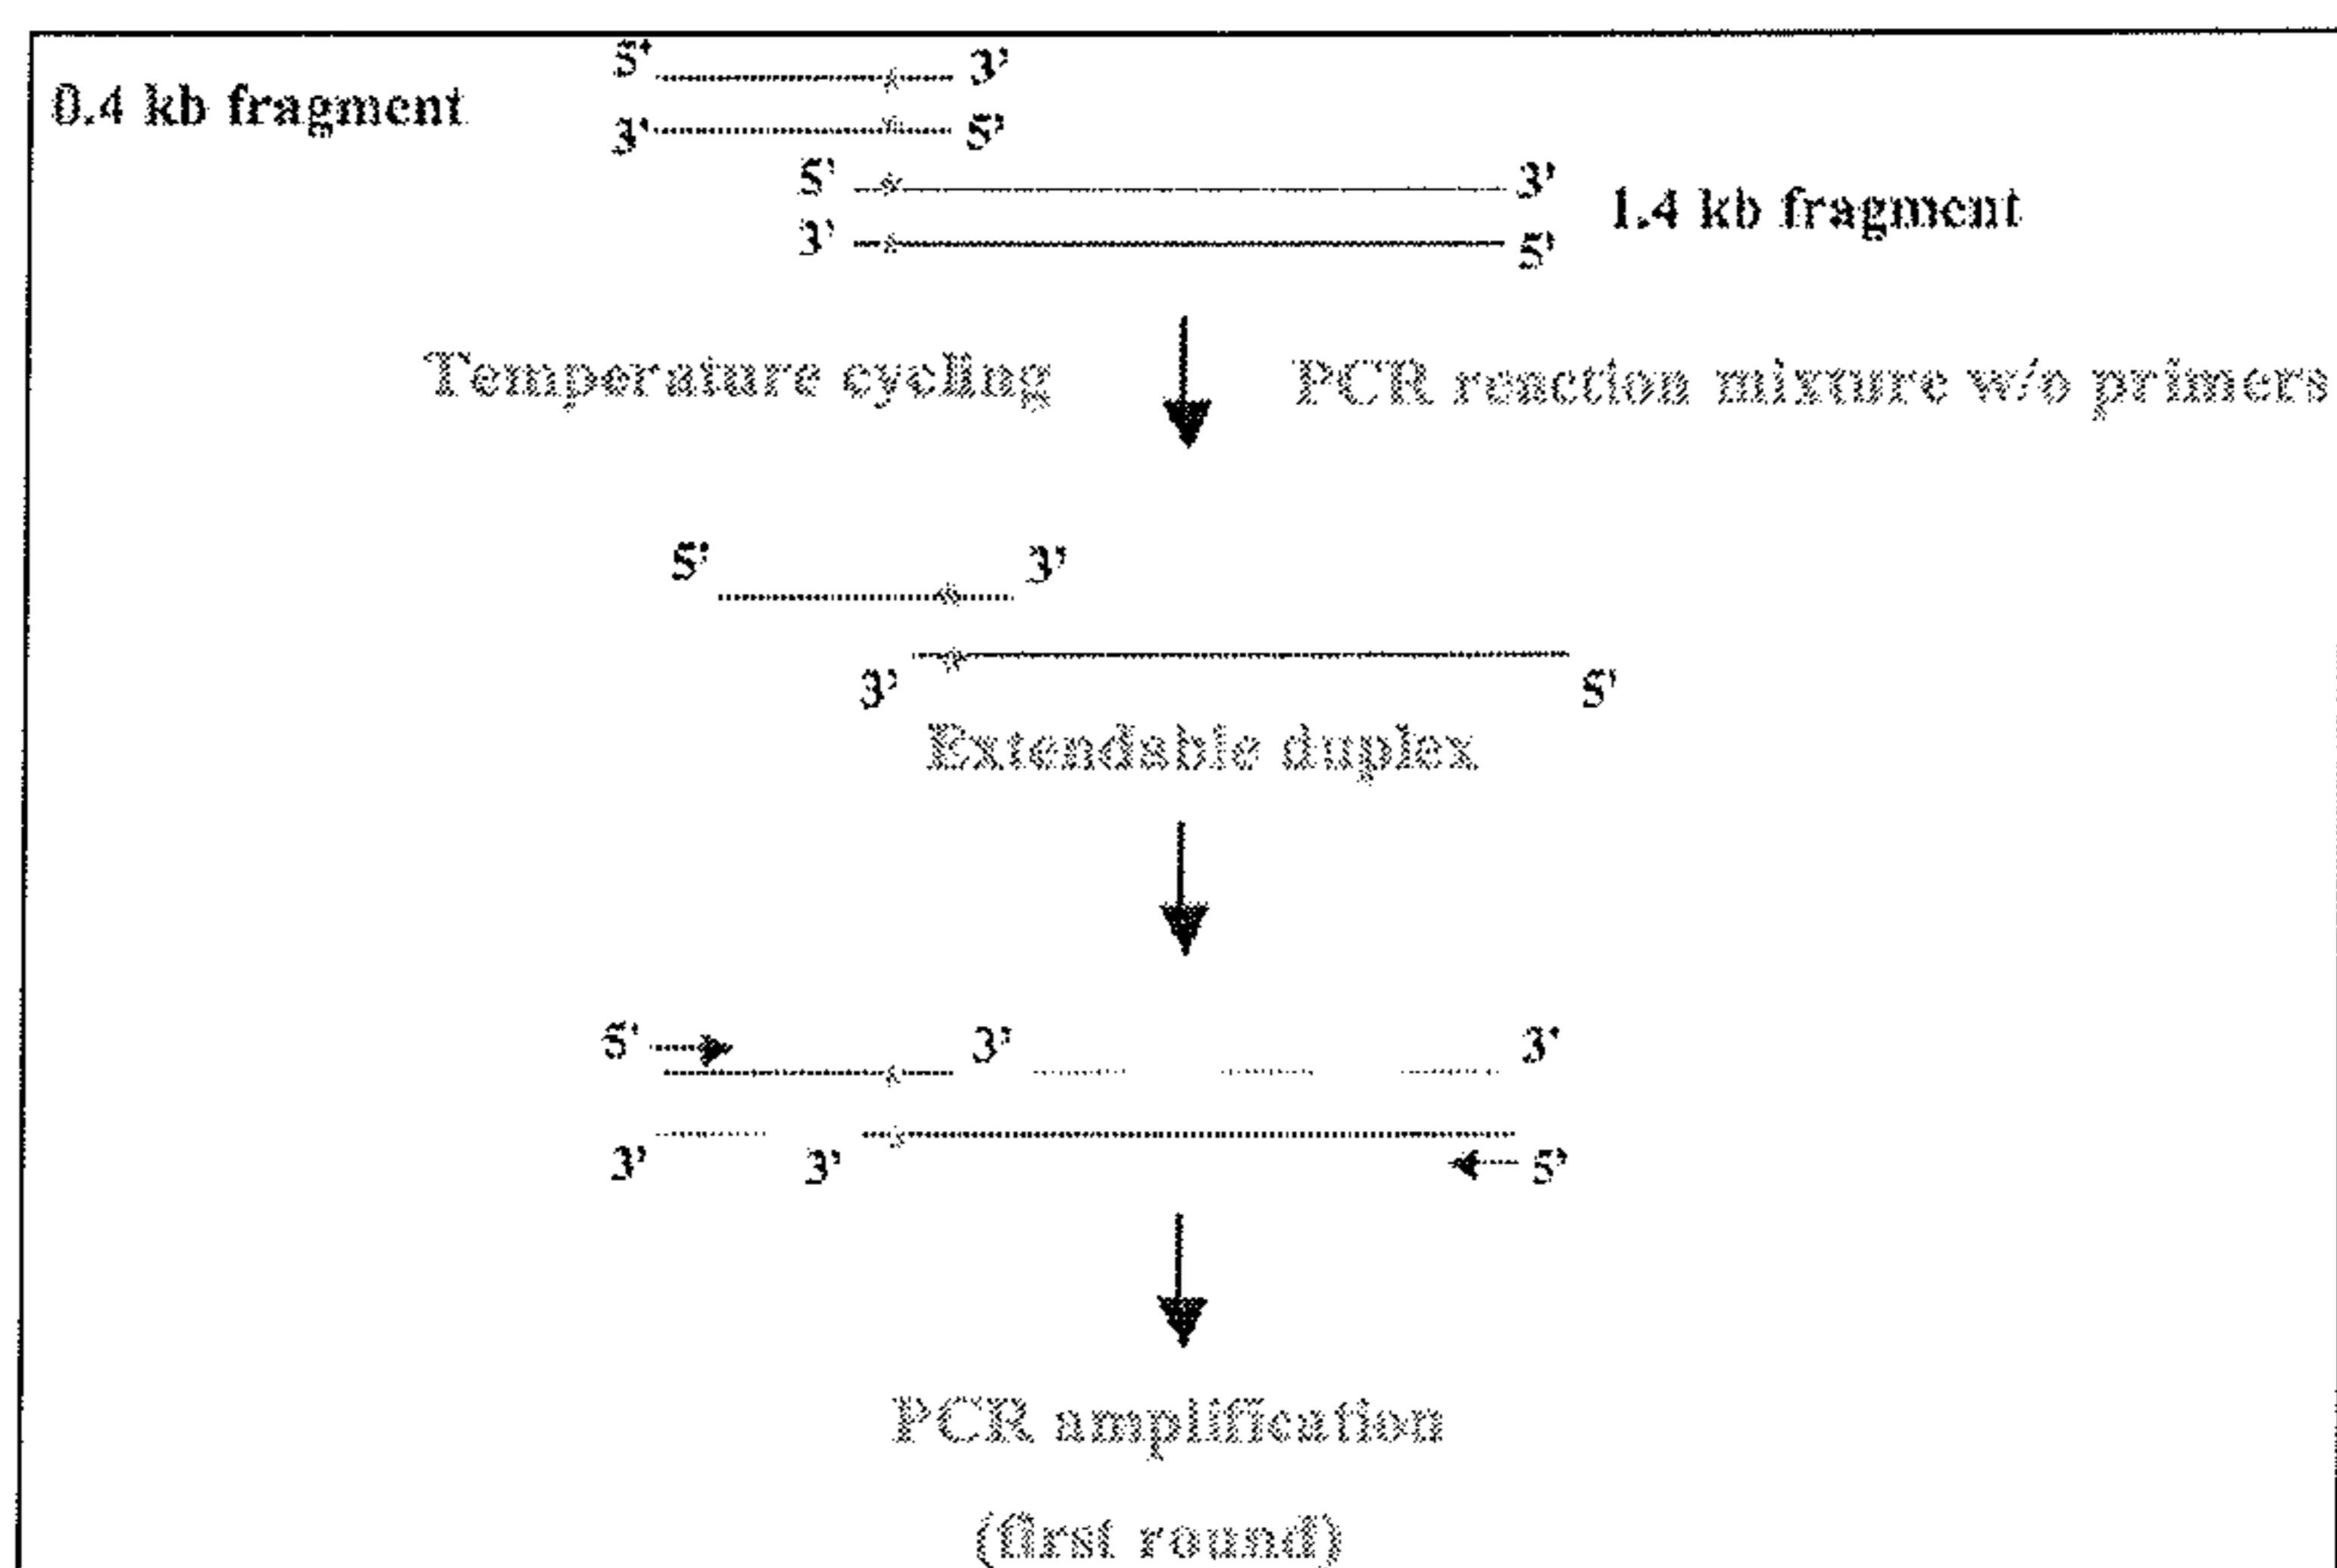 5' 3'
0.4 kb fragment
3' 5'
5' 3'
1.4 kb fragment
3' 5'
Temperature cycling PCR reaction mixture w/o primers
5' 3'
3' 5'
Extendable duplex
5' 3' 3'
3' 3' 5'
PCR amplification
(first round)